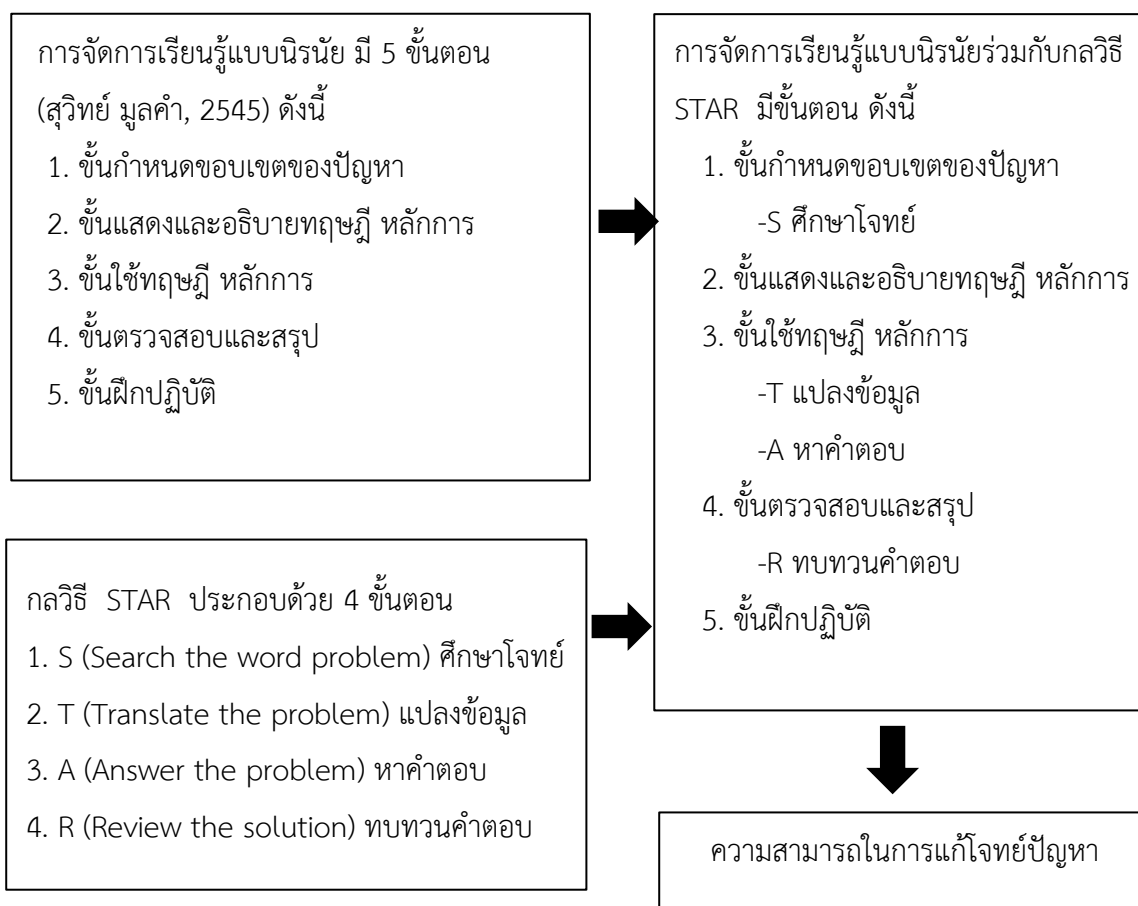 การจัดการเรียนรู้แบบนิรนัย มี 5 ขั้นตอน
(สุวิทย์ มูลคำ, 2545) ดังนี้
1. ขั้นกำหนดขอบเขตของปัญหา
2. ขั้นแสดงและอธิบายทฤษฎี หลักการ
3. ขั้นใช้ทฤษฎี หลักการ
4. ขั้นตรวจสอบและสรุป
5. ขั้นฝึกปฏิบัติ
กลวิธี STAR ประกอบด้วย 4 ขั้นตอน
1. S (Search the word problem) ศึกษาโจทย์
2. T (Translate the problem) แปลงข้อมูล
3. A (Answer the problem) หาคำตอบ
4. R (Review the solution) ทบทวนคำตอบ
การจัดการเรียนรู้แบบนิรนัยร่วมกับกลวิธี
STAR มีขั้นตอน ดังนี้
1. ขั้นกำหนดขอบเขตของปัญหา
-S ศึกษาโจทย์
2. ขั้นแสดงและอธิบายทฤษฎี หลักการ
3. ขั้นใช้ทฤษฎี หลักการ
-T แปลงข้อมูล
-A หาคำตอบ
4. ขั้นตรวจสอบและสรุป
-R ทบทวนคำตอบ
5. ขั้นฝึกปฏิบัติ
ความสามารถในการแก้โจทย์ปัญหา